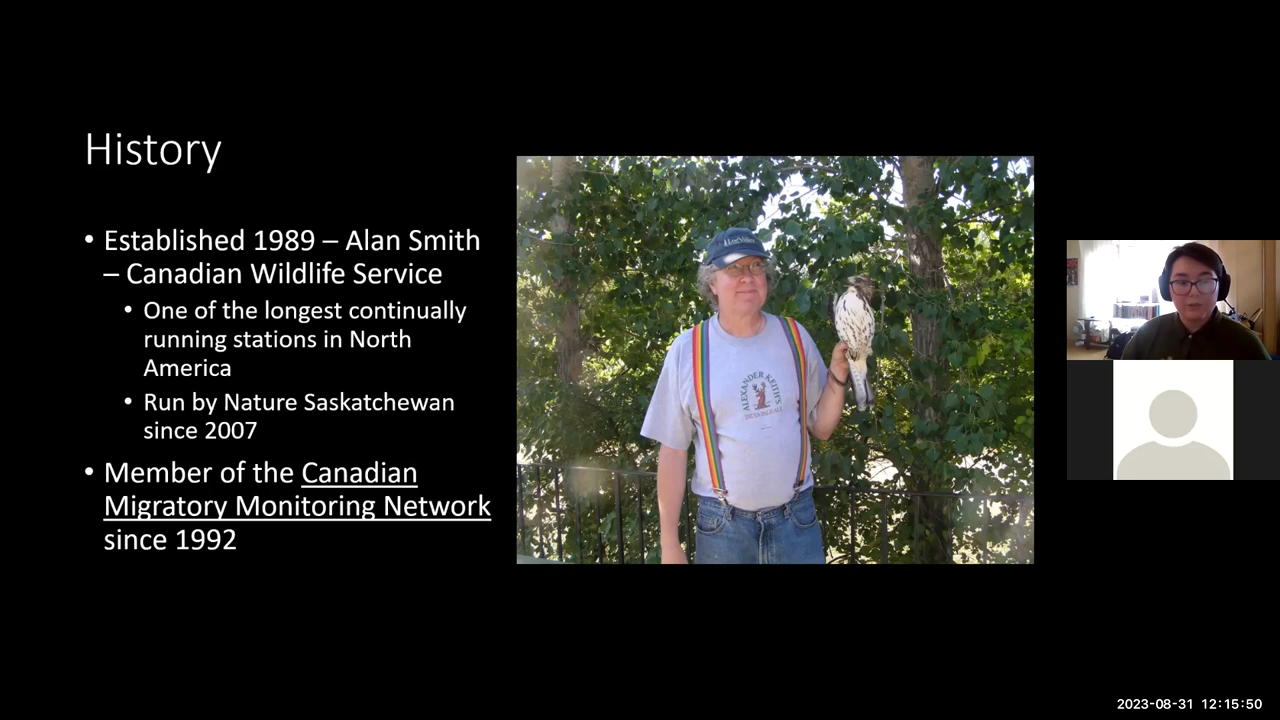 History
• Established 1989 – Alan Smith
– Canadian Wildlife Service
• One of the longest continually
running stations in North
America
• Run by Nature Saskatchewan
since 2007
• Member of the Canadian
Migratory Monitoring Network
since 1992
ALEXANDER KEITH'S
2023-08-31 12:15:50